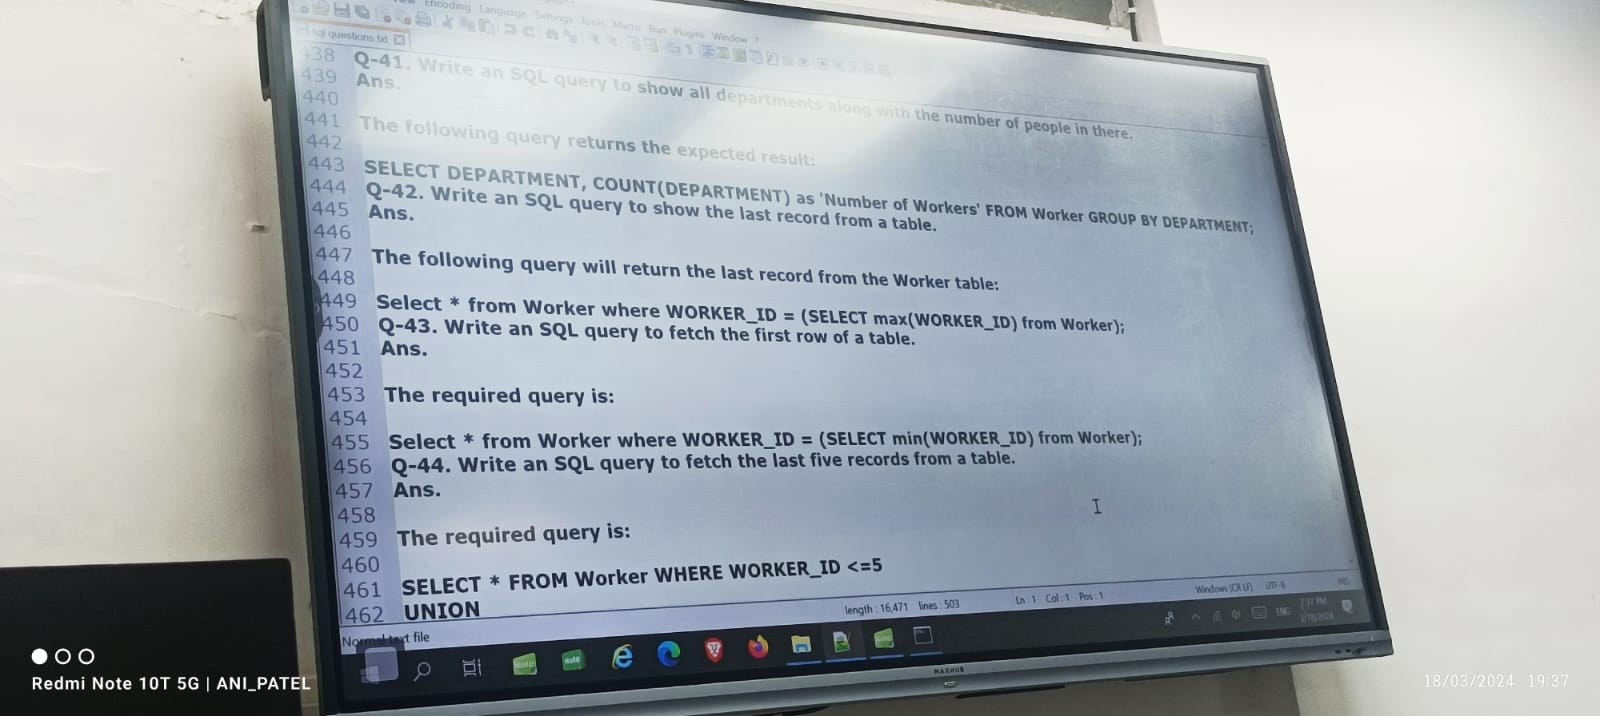 Encoding Language Settings Tools Macro Run Plugins Window ?
sql questions.txt
438 Q-41. Write an SQL query to show all departments along with the number of people in there.
439 Ans.
440
441 The following query returns the expected result:
442
443 SELECT DEPARTMENT, COUNT(DEPARTMENT) as 'Number of Workers' FROM Worker GROUP BY DEPARTMENT;
444 Q-42. Write an SQL query to show the last record from a table.
445 Ans.
446
447 The following query will return the last record from the Worker table:
448
449 Select * from Worker where WORKER_ID = (SELECT max(WORKER_ID) from Worker);
450 Q-43. Write an SQL query to fetch the first row of a table.
451 Ans.
452
453 The required query is:
454
455 Select * from Worker where WORKER_ID = (SELECT min(WORKER_ID) from Worker);
456 Q-44. Write an SQL query to fetch the last five records from a table.
457 Ans.
458
459 The required query is:
460
461 SELECT * FROM Worker WHERE WORKER_ID <=5
462 UNION
Normal text file length : 16,471 lines : 503 Ln : 1 Col : 1 Pos : 1 Windows (CR LF) UTF-8 INS
ENG 7:37 PM
3/18/2024
MAXHUB
Redmi Note 10T 5G | ANI_PATEL
18/03/2024 19:37